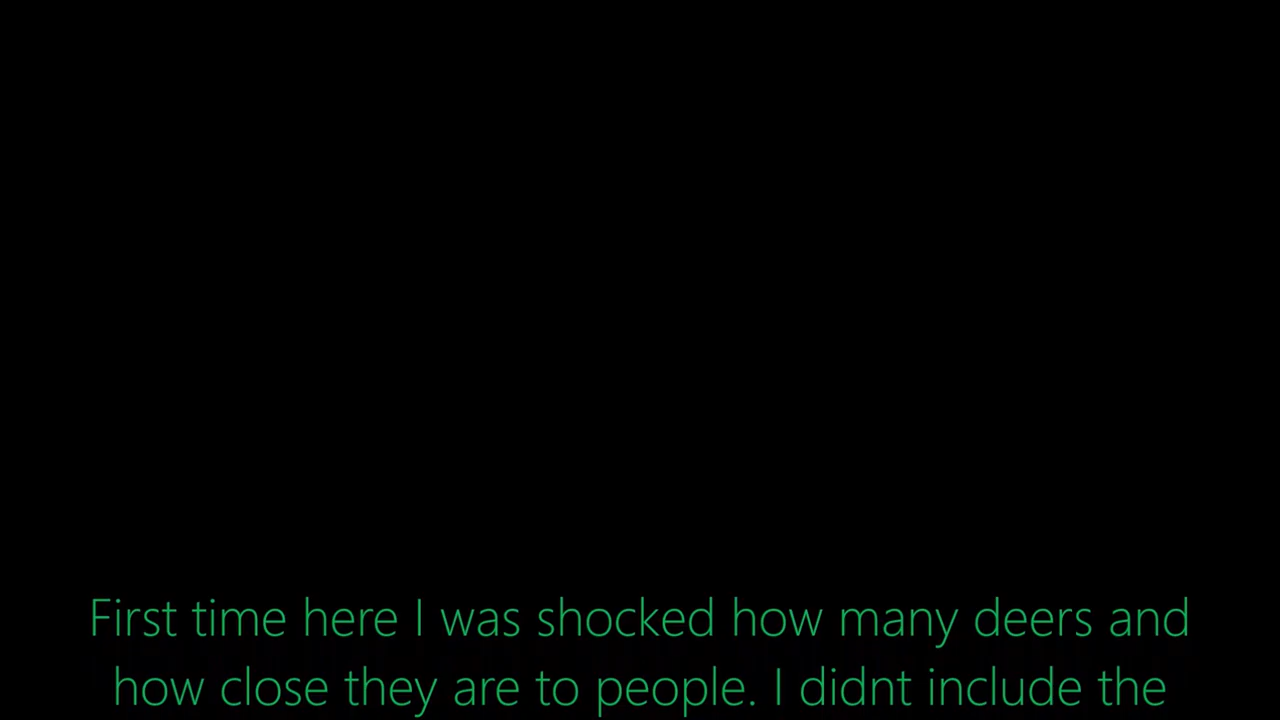 First time here I was shocked how many deers and
how close they are to people. I didnt include the